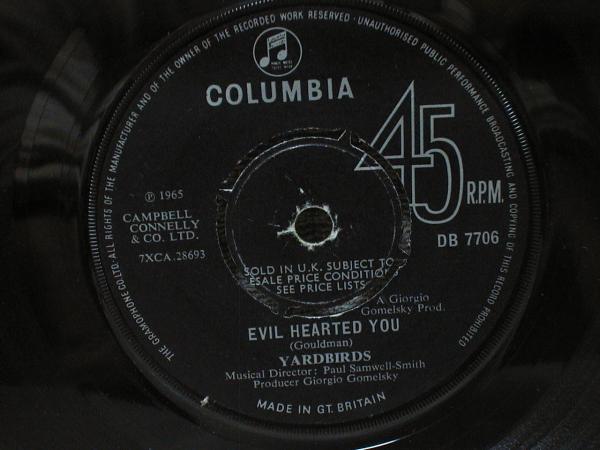 THE GRAMOPHONE CO. LTD. ALL RIGHTS OF THE MANUFACTURER AND OF THE OWNER OF THE RECORDED WORK RESERVED · UNAUTHORISED PUBLIC PERFORMANCE BROADCASTING AND COPYING OF THIS RECORD PROHIBITED
COLUMBIA
45 R.P.M.
℗ 1965
CAMPBELL
CONNELLY
& CO. LTD.
7XCA.28693
DB 7706
SOLD IN U.K. SUBJECT TO
ESALE PRICE CONDITION
SEE PRICE LISTS
A Giorgio
Gomelsky Prod.
EVIL HEARTED YOU
(Gouldman)
YARDBIRDS
Musical Director: Paul Samwell-Smith
Producer Giorgio Gomelsky
MADE IN GT. BRITAIN